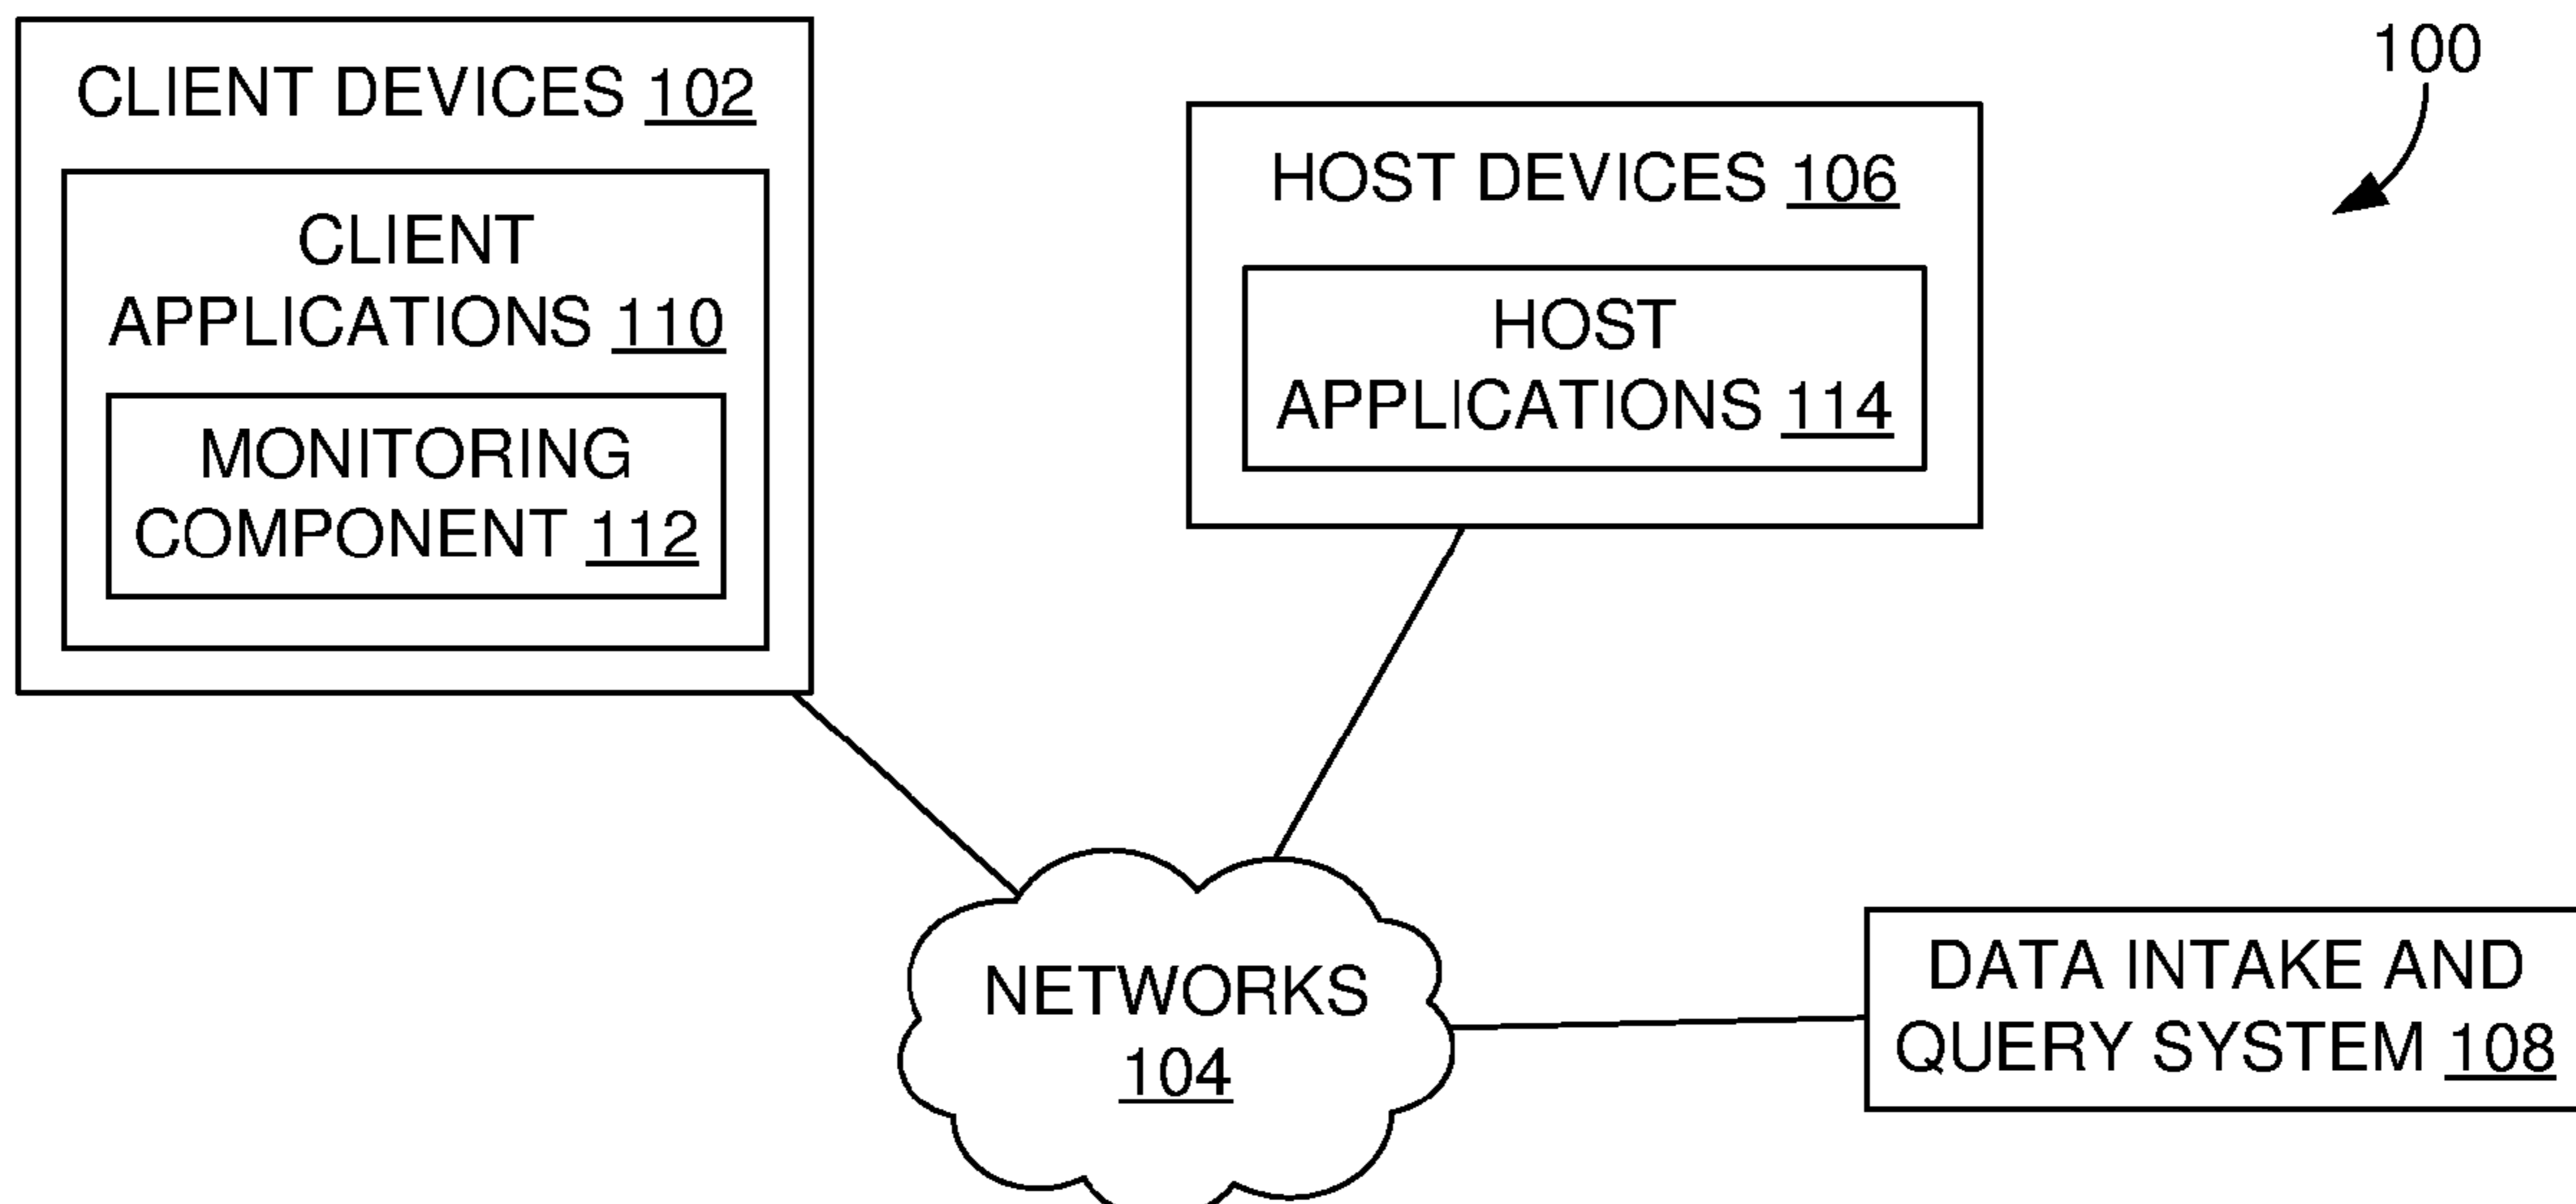 100
CLIENT DEVICES 102
CLIENT
APPLICATIONS 110
MONITORING
COMPONENT 112
HOST DEVICES 106
HOST
APPLICATIONS 114
NETWORKS
104
DATA INTAKE AND
QUERY SYSTEM 108